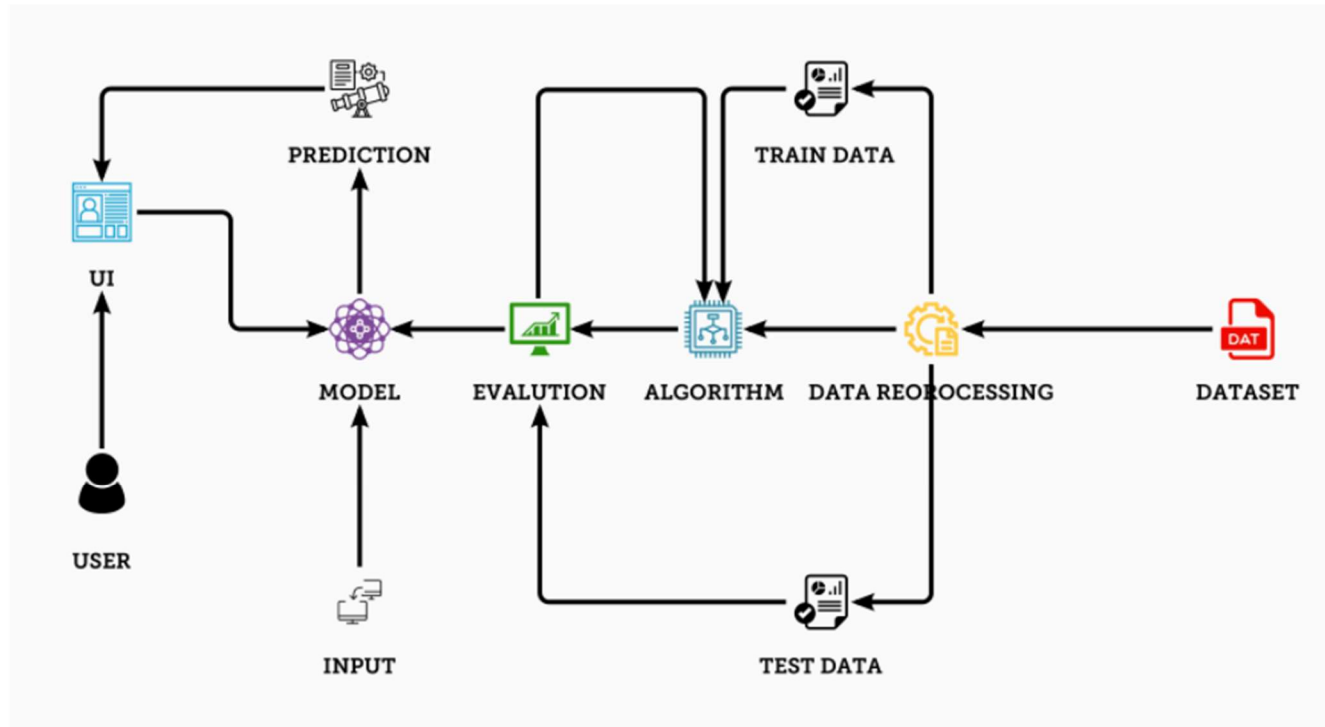 PREDICTION
TRAIN DATA
UI
DAT
MODEL
EVALUTION
ALGORITHM
DATA REOROCESSING
DATASET
USER
INPUT
TEST DATA